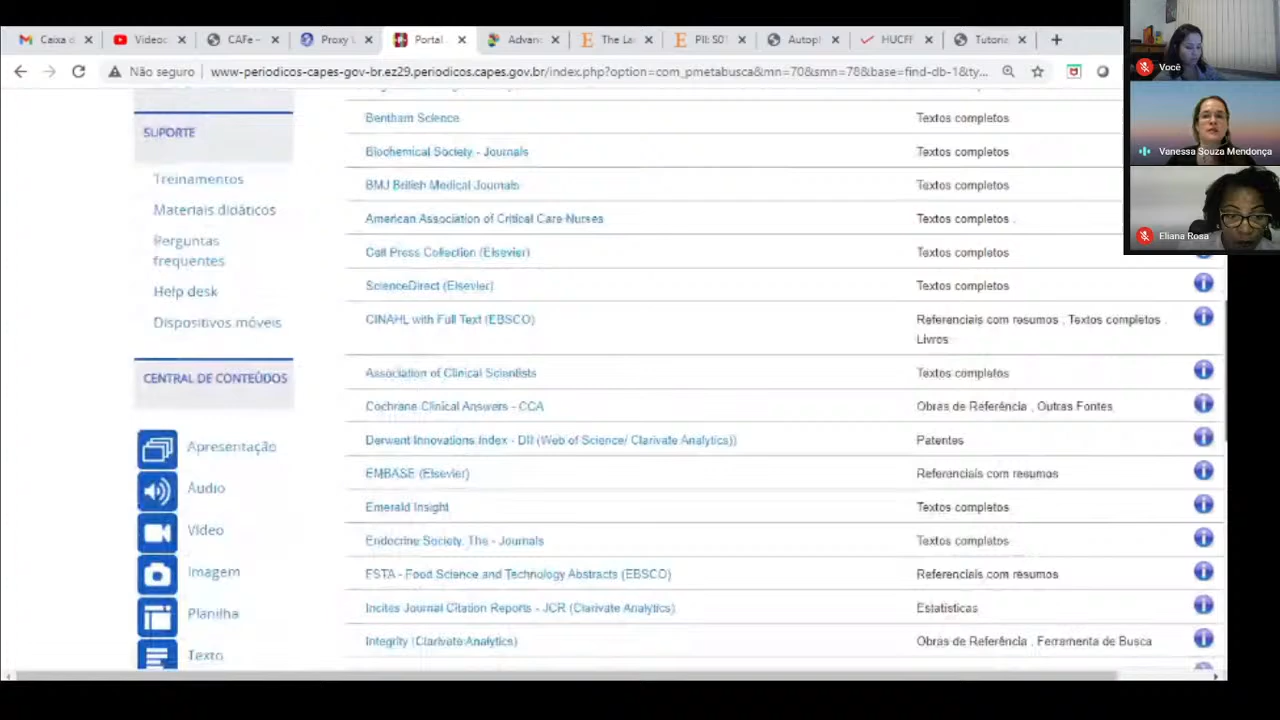 Caixa d
Videoc
CAFe -
Proxy L
Portal
Advanc
The La
PII: S0
Autopl
HUCFF
Tutoria
Não seguro
www-periodicos-capes-gov-br.ez29.periodicos.capes.gov.br/index.php?option=com_pmetabusca&mn=70&smn=78&base=find-db-1&ty...
Você
Vanessa Souza Mendonça
Eliana Rosa
SUPORTE
Treinamentos
Materiais didáticos
Perguntas
frequentes
Help desk
Dispositivos móveis
CENTRAL DE CONTEÚDOS
Apresentação
Áudio
Vídeo
Imagem
Planilha
Texto
Bentham Science Textos completos
Biochemical Society - Journals Textos completos
BMJ British Medical Journals Textos completos
American Association of Critical Care Nurses Textos completos .
Cell Press Collection (Elsevier) Textos completos
ScienceDirect (Elsevier) Textos completos
CINAHL with Full Text (EBSCO) Referenciais com resumos , Textos completos ,
Livros
Association of Clinical Scientists Textos completos
Cochrane Clinical Answers - CCA Obras de Referência , Outras Fontes
Derwent Innovations Index - DII (Web of Science/ Clarivate Analytics)) Patentes
EMBASE (Elsevier) Referenciais com resumos
Emerald Insight Textos completos
Endocrine Society, The - Journals Textos completos
FSTA - Food Science and Technology Abstracts (EBSCO) Referenciais com resumos
Incites Journal Citation Reports - JCR (Clarivate Analytics) Estatísticas
Integrity (Clarivate Analytics) Obras de Referência , Ferramenta de Busca